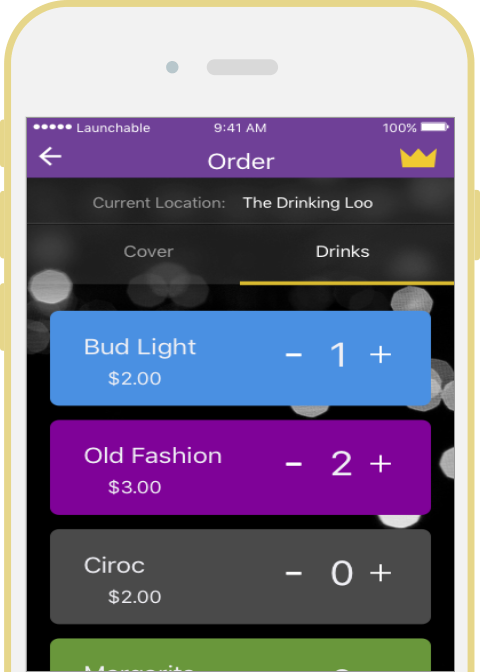 Launchable 9:41 AM 100%
Order
Current Location: The Drinking Loo
Cover Drinks
Bud Light
- 1 +
$2.00
Old Fashion
- 2 +
$3.00
Ciroc
- 0 +
$2.00